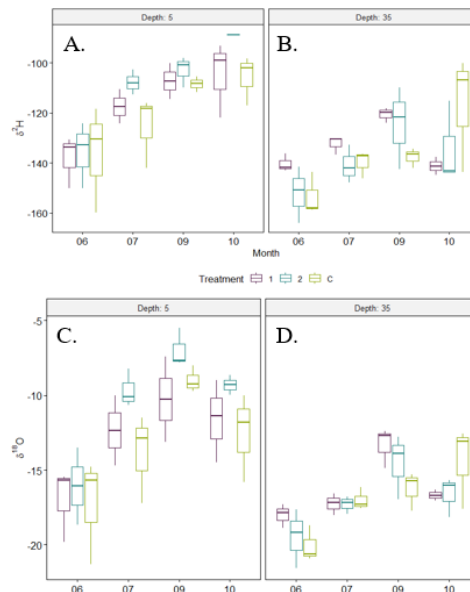 Depth: 5 Depth: 35
A. B.
-100
-120
-140
-160
δ²H
06 07 09 10 06 07 09 10
Month
Treatment 1 2 C
Depth: 5 Depth: 35
-5
C. D.
-10
-15
-20
δ¹⁸O
06 07 09 10 06 07 09 10